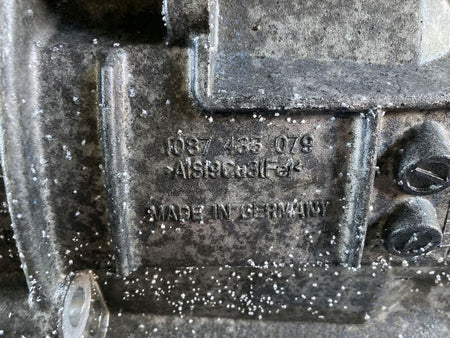 1087 435 079
>AlSi9Cu3(Fe)<
MADE IN GERMANY